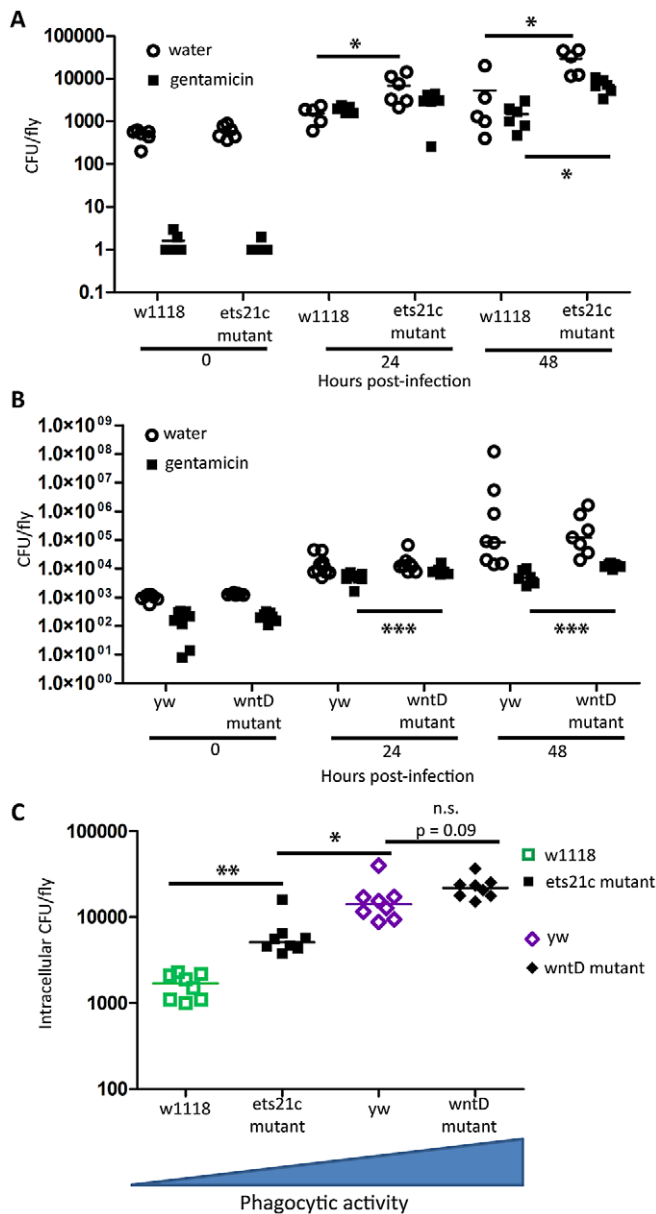 A
100000
10000
1000
100
10
1
0.1
CFU/fly
water
gentamicin
*
*
*
w1118
ets21c
mutant
w1118
ets21c
mutant
w1118
ets21c
mutant
0
24
48
Hours post-infection
B
1.0×10⁰⁹
1.0×10⁰⁸
1.0×10⁰⁷
1.0×10⁰⁶
1.0×10⁰⁵
1.0×10⁰⁴
1.0×10⁰³
1.0×10⁰²
1.0×10⁰¹
1.0×10⁰⁰
CFU/fly
water
gentamicin
***
***
yw
wntD
mutant
yw
wntD
mutant
yw
wntD
mutant
0
24
48
Hours post-infection
C
100000
10000
1000
100
Intracellular CFU/fly
**
*
n.s.
p = 0.09
w1118
ets21c mutant
yw
wntD mutant
w1118
ets21c
mutant
yw
wntD
mutant
Phagocytic activity